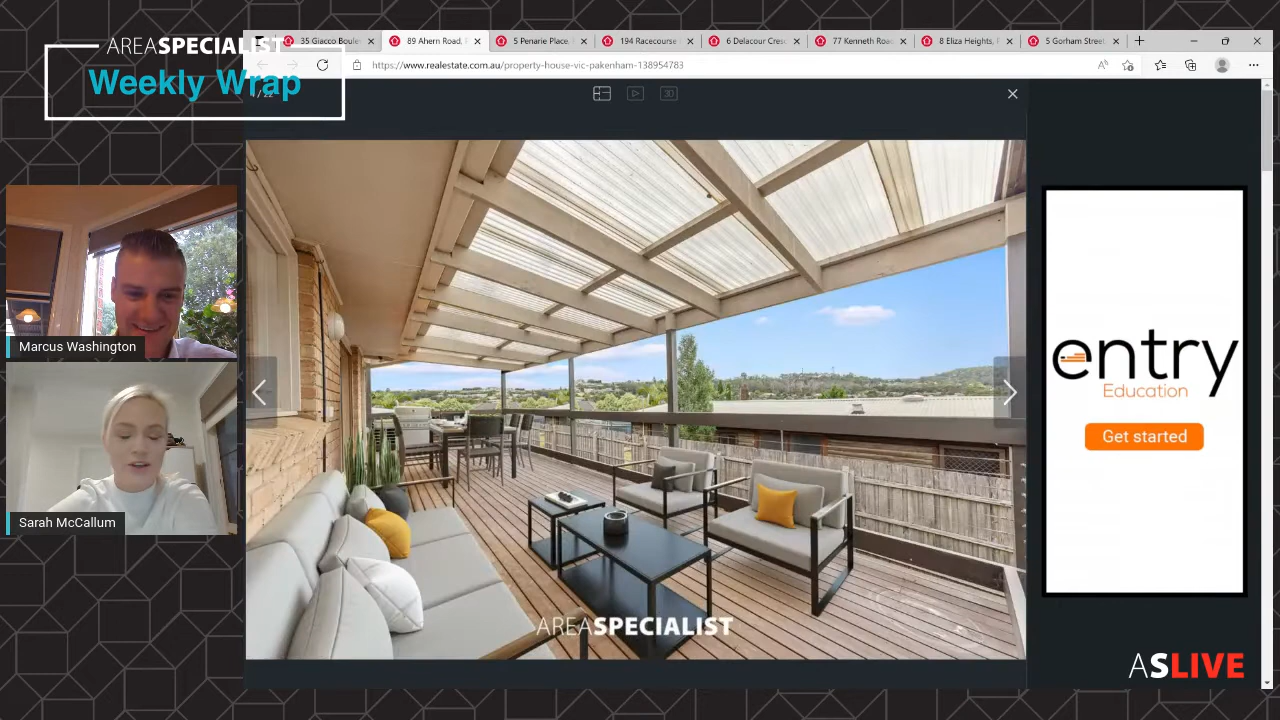 AREASPECIALIST
Weekly Wrap
35 Giacco Boule
89 Ahern Road,
5 Penarie Place,
194 Racecourse
6 Delacour Cres
77 Kenneth Roa
8 Eliza Heights,
5 Gorham Street
https://www.realestate.com.au/property-house-vic-pakenham-138954783
3D
Marcus Washington
Sarah McCallum
entry
Education
Get started
AREASPECIALIST
ASLIVE